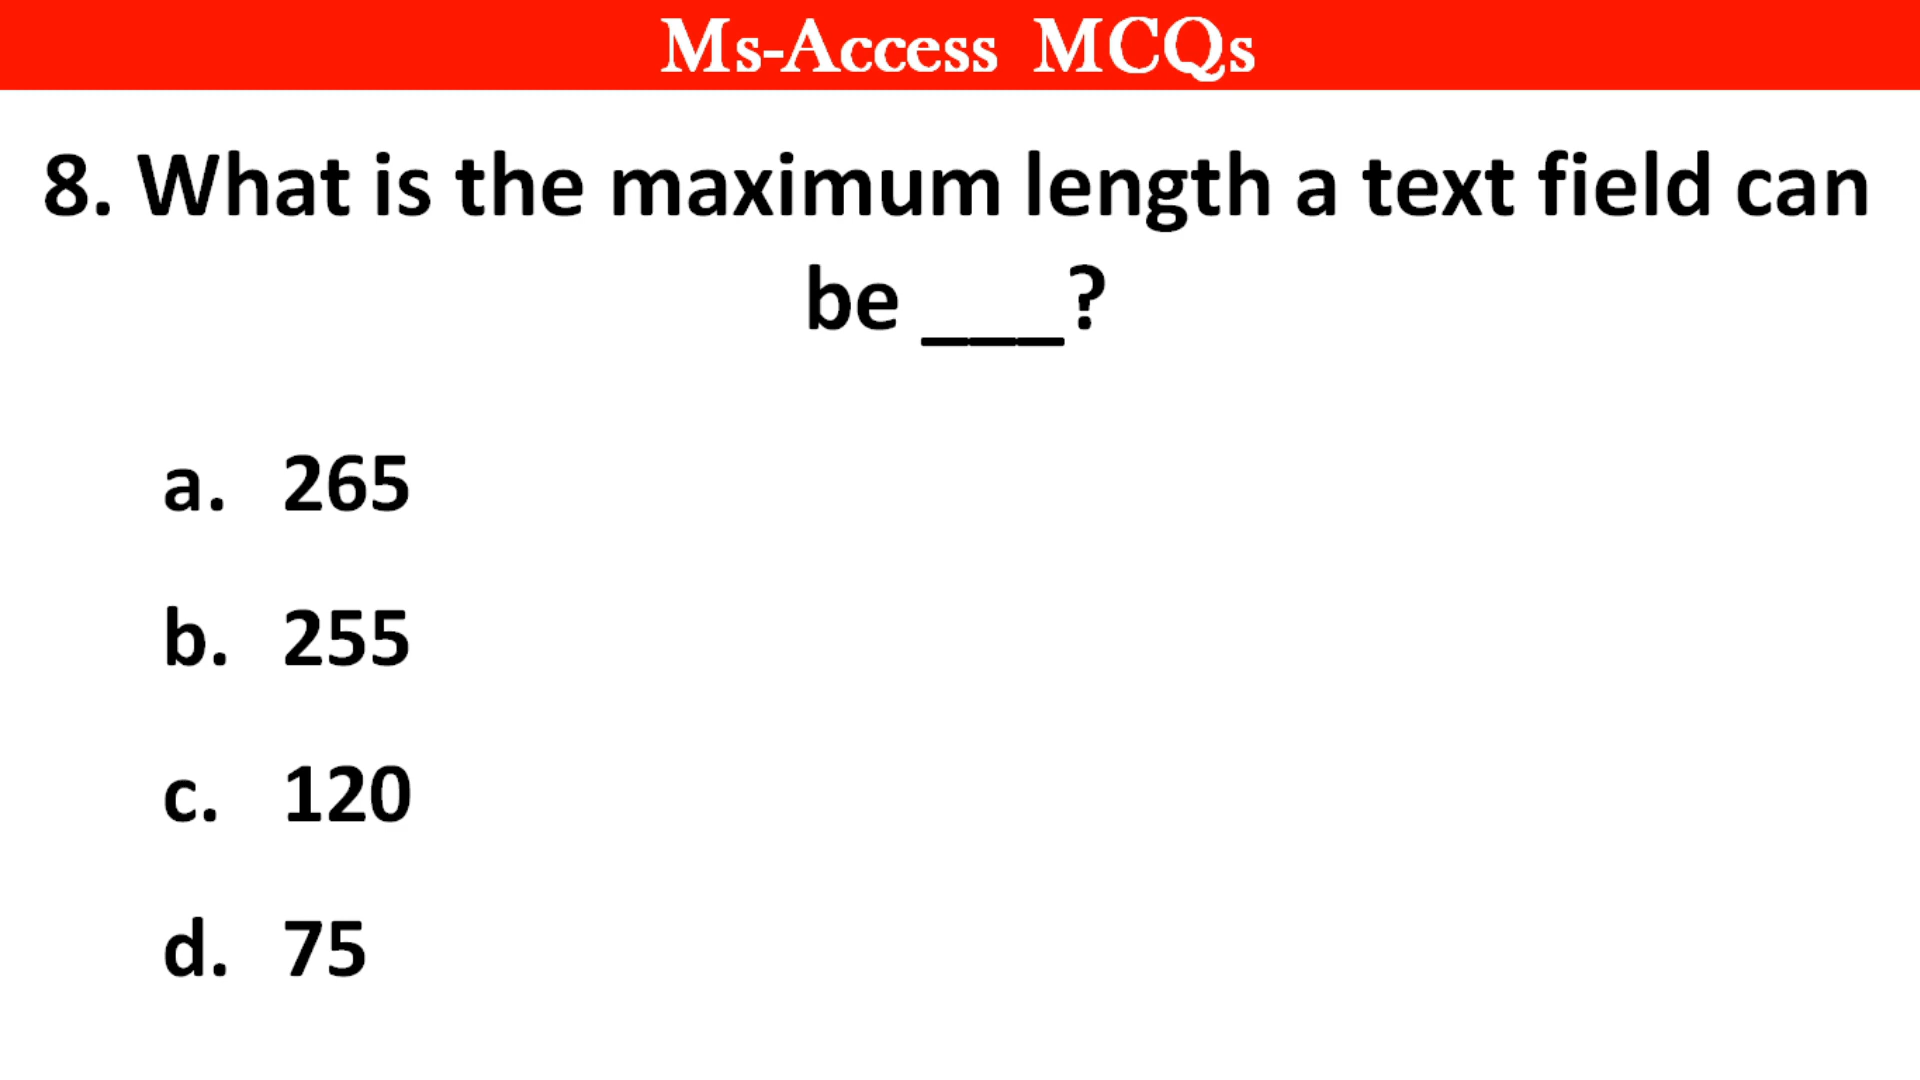 Ms-Access MCQs
8. What is the maximum length a text field can
be ___?
a. 265
b. 255
c. 120
d. 75